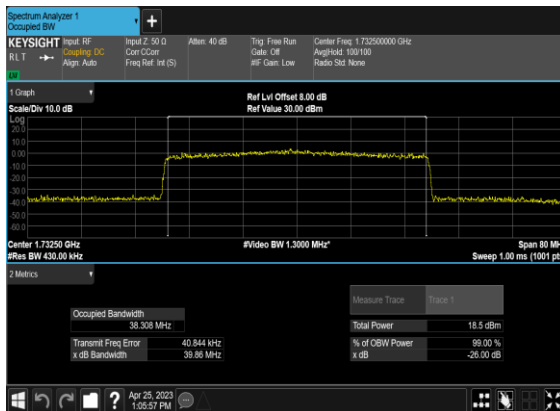 Spectrum Analyzer 1
Occupied BW
KEYSIGHT Input: RF Input Z: 50 Ω Atten: 40 dB Trig: Free Run Center Freq: 1.732500000 GHz
RLT Coupling: DC Corr CCorr Gate: Off Avg|Hold: 100/100
Align: Auto Freq Ref: Int (S) #IF Gain: Low Radio Std: None
LXI
1 Graph
Ref Lvl Offset 8.00 dB
Scale/Div 10.0 dB Ref Value 30.00 dBm
Log
20.0
10.0
0.00
-10.0
-20.0
-30.0
-40.0
-50.0
-60.0
Center 1.73250 GHz #Video BW 1.3000 MHz* Span 80 MH
#Res BW 430.00 kHz Sweep 1.00 ms (1001 pts
2 Metrics
Measure Trace Trace 1
Occupied Bandwidth
38.308 MHz Total Power 18.5 dBm
Transmit Freq Error 40.844 kHz % of OBW Power 99.00 %
x dB Bandwidth 39.86 MHz x dB -26.00 dB
? Apr 25, 2023
1:05:57 PM